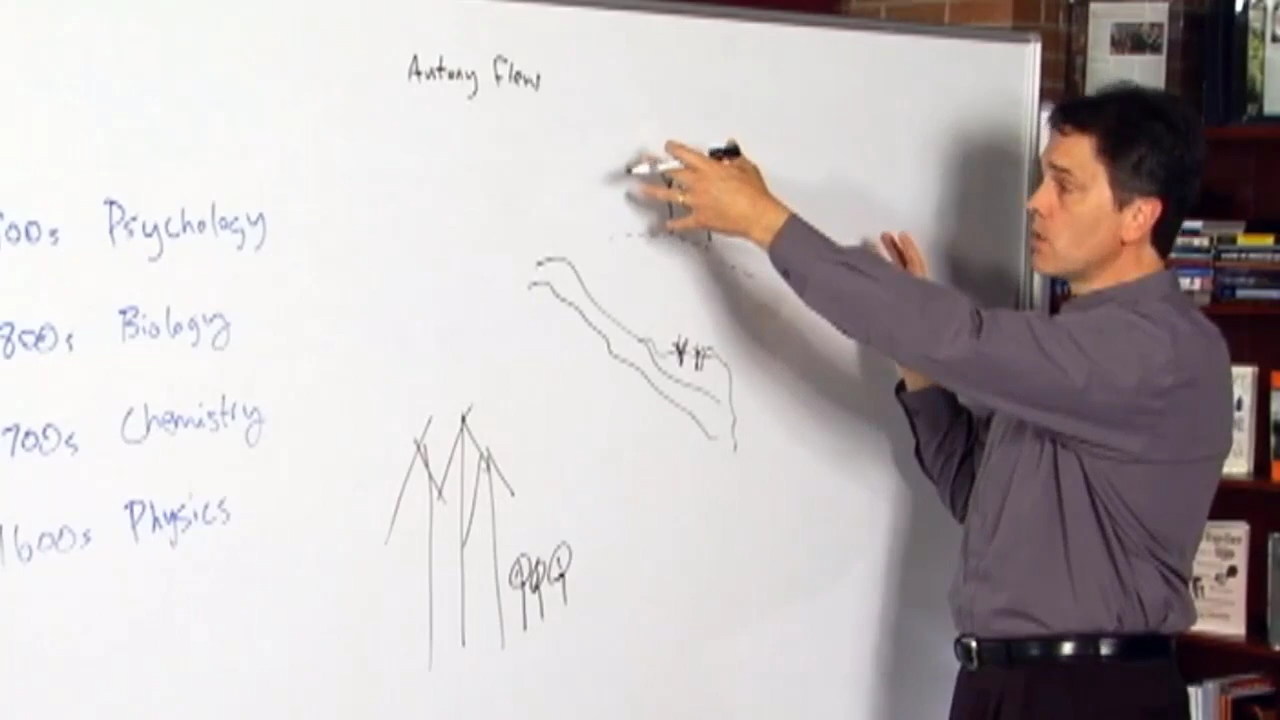 Antony Flew
00s Psychology
800s Biology
700s Chemistry
1600s Physics